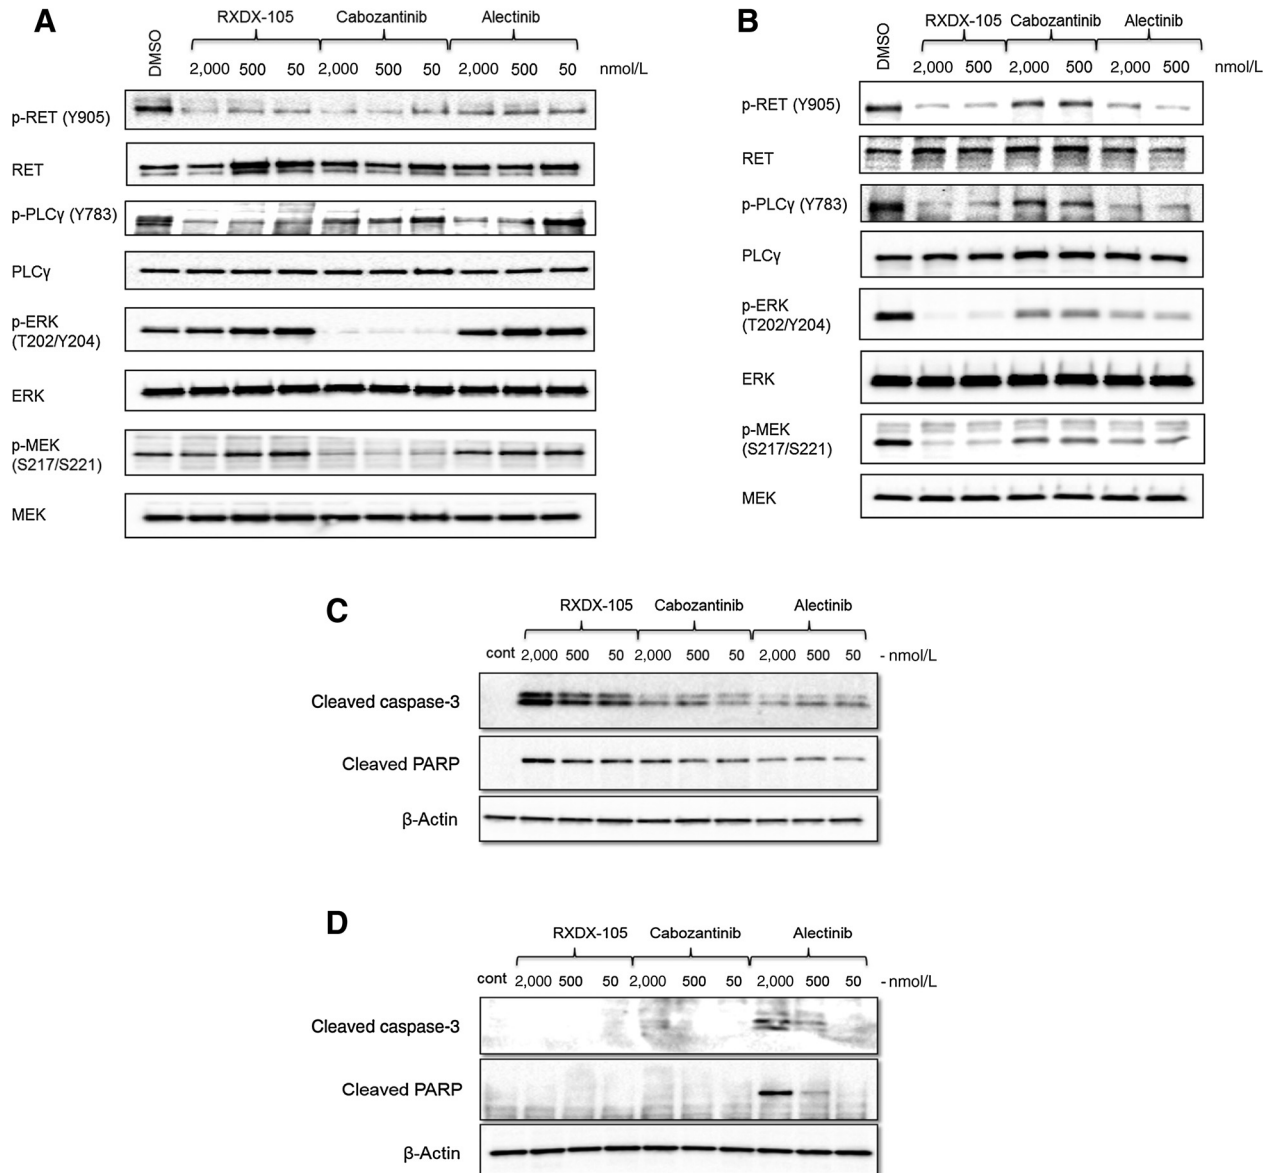 A
RXDX-105 Cabozantinib Alectinib
DMSO
2,000 500 50 2,000 500 50 2,000 500 50 nmol/L
p-RET (Y905)
RET
p-PLCγ (Y783)
PLCγ
p-ERK
(T202/Y204)
ERK
p-MEK
(S217/S221)
MEK
B
RXDX-105 Cabozantinib Alectinib
DMSO
2,000 500 2,000 500 2,000 500 nmol/L
p-RET (Y905)
RET
p-PLCγ (Y783)
PLCγ
p-ERK
(T202/Y204)
ERK
p-MEK
(S217/S221)
MEK
C
RXDX-105 Cabozantinib Alectinib
cont 2,000 500 50 2,000 500 50 2,000 500 50 - nmol/L
Cleaved caspase-3
Cleaved PARP
β-Actin
D
RXDX-105 Cabozantinib Alectinib
cont 2,000 500 50 2,000 500 50 2,000 500 50 - nmol/L
Cleaved caspase-3
Cleaved PARP
β-Actin